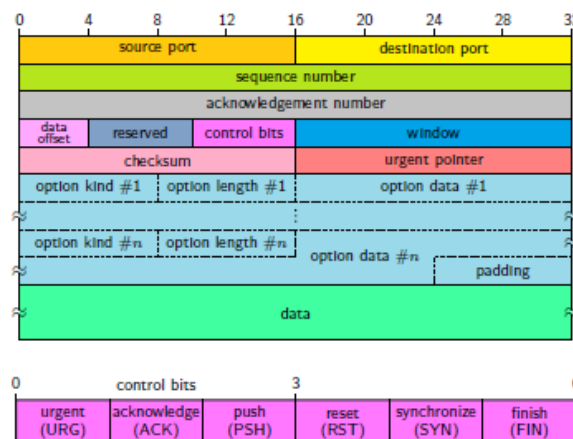 0 4 8 12 16 20 24 28 32
source port destination port
sequence number
acknowledgement number
data offset reserved control bits window
checksum urgent pointer
option kind #1 option length #1 option data #1
⋮
option kind #n option length #n option data #n
padding
data
0 control bits 3
urgent (URG) acknowledge (ACK) push (PSH) reset (RST) synchronize (SYN) finish (FIN)